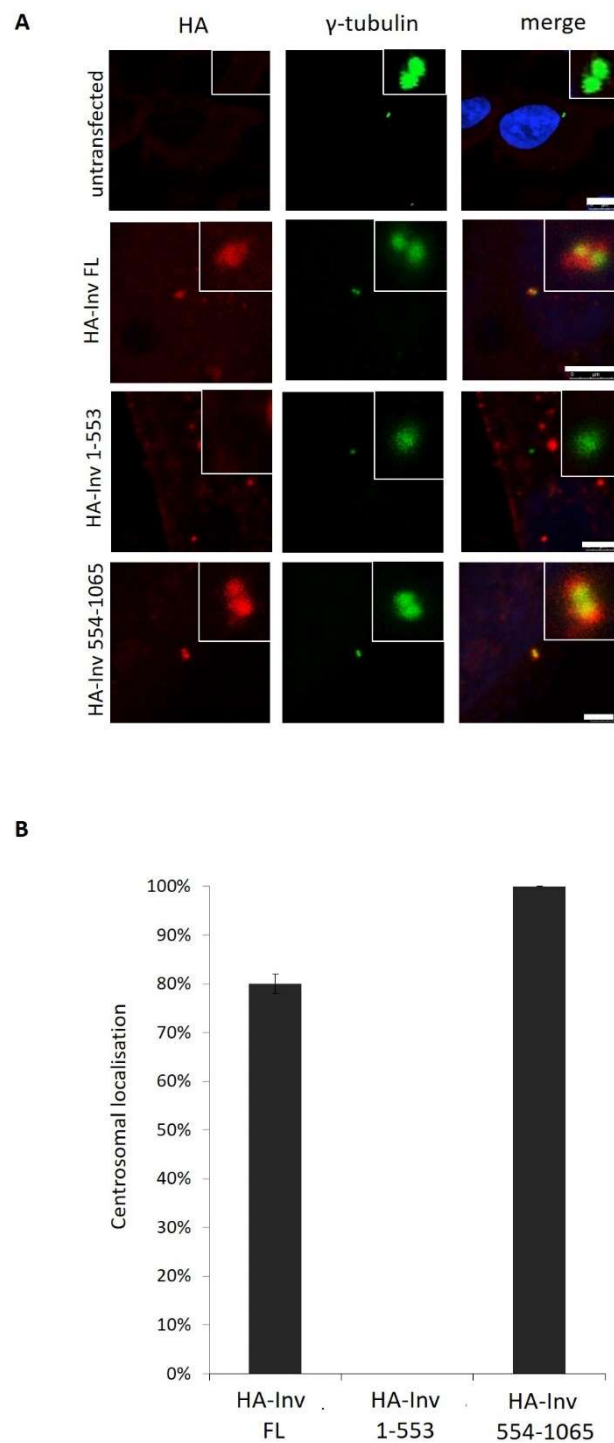 A
HA γ-tubulin merge
untransfected
HA-Inv FL
HA-Inv 1-553
HA-Inv 554-1065
B
100%
90%
80%
70%
60%
50%
40%
30%
20%
10%
0%
Centrosomal localisation
HA-Inv HA-Inv HA-Inv
FL 1-553 554-1065